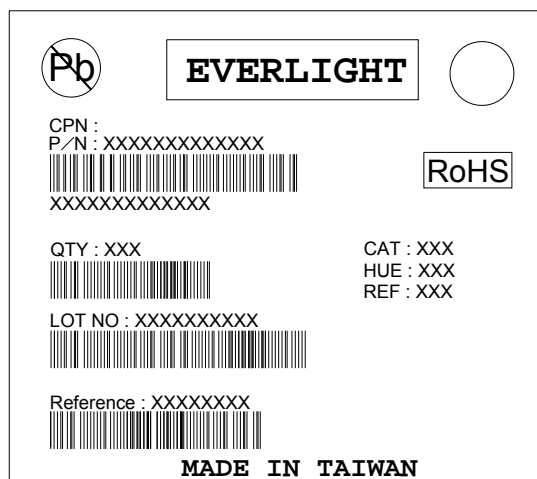 Pb
EVERLIGHT
CPN :
P/N : XXXXXXXXXXXXX
RoHS
XXXXXXXXXXXXX
QTY : XXX
CAT : XXX
HUE : XXX
REF : XXX
LOT NO : XXXXXXXXXX
Reference : XXXXXXXX
MADE IN TAIWAN